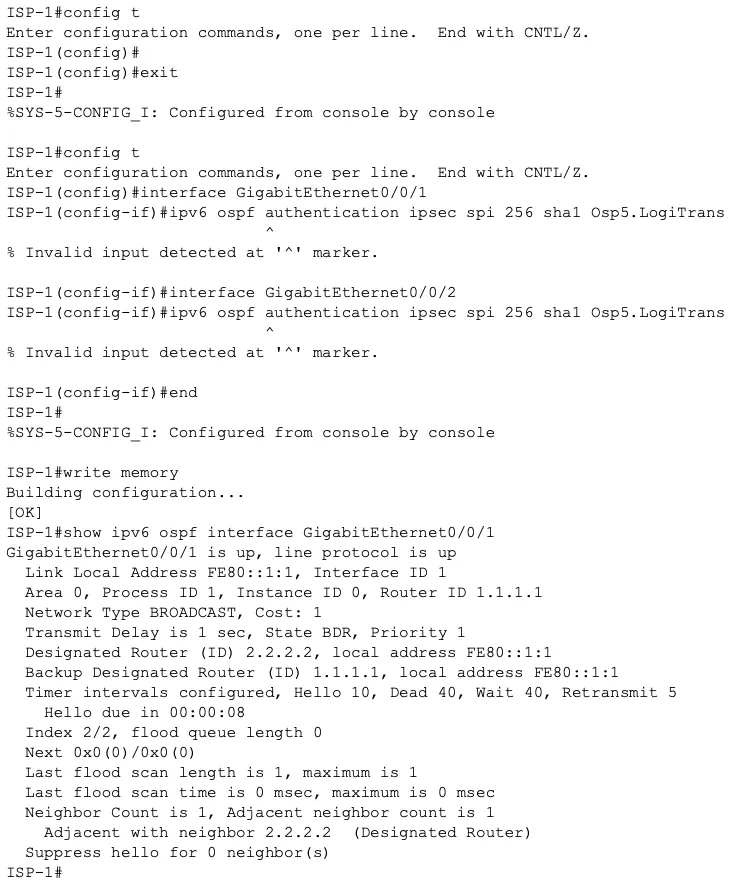 ISP-1#config t
Enter configuration commands, one per line.  End with CNTL/Z.
ISP-1(config)#
ISP-1(config)#exit
ISP-1#
%SYS-5-CONFIG_I: Configured from console by console
ISP-1#config t
Enter configuration commands, one per line.  End with CNTL/Z.
ISP-1(config)#interface GigabitEthernet0/0/1
ISP-1(config-if)#ipv6 ospf authentication ipsec spi 256 sha1 Osp5.LogiTrans
^
% Invalid input detected at '^' marker.
ISP-1(config-if)#interface GigabitEthernet0/0/2
ISP-1(config-if)#ipv6 ospf authentication ipsec spi 256 sha1 Osp5.LogiTrans
^
% Invalid input detected at '^' marker.
ISP-1(config-if)#end
ISP-1#
%SYS-5-CONFIG_I: Configured from console by console
ISP-1#write memory
Building configuration...
[OK]
ISP-1#show ipv6 ospf interface GigabitEthernet0/0/1
GigabitEthernet0/0/1 is up, line protocol is up
Link Local Address FE80::1:1, Interface ID 1
Area 0, Process ID 1, Instance ID 0, Router ID 1.1.1.1
Network Type BROADCAST, Cost: 1
Transmit Delay is 1 sec, State BDR, Priority 1
Designated Router (ID) 2.2.2.2, local address FE80::1:1
Backup Designated Router (ID) 1.1.1.1, local address FE80::1:1
Timer intervals configured, Hello 10, Dead 40, Wait 40, Retransmit 5
Hello due in 00:00:08
Index 2/2, flood queue length 0
Next 0x0(0)/0x0(0)
Last flood scan length is 1, maximum is 1
Last flood scan time is 0 msec, maximum is 0 msec
Neighbor Count is 1, Adjacent neighbor count is 1
Adjacent with neighbor 2.2.2.2  (Designated Router)
Suppress hello for 0 neighbor(s)
ISP-1#